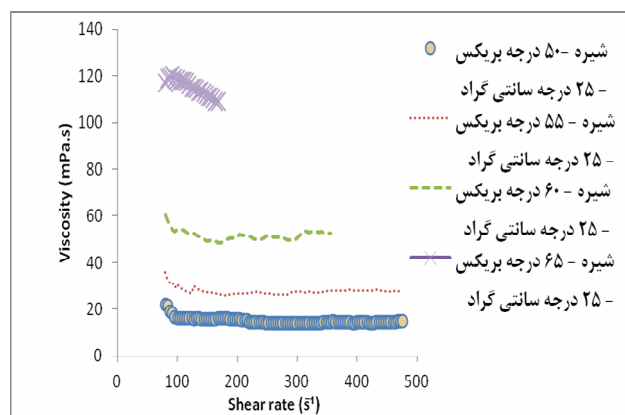 140
120
100
80
60
40
20
0
Viscosity (mPa.s)
0 100 200 300 400 500
Shear rate (s̄¹)
شیره -۵۰ درجه بریکس
- ۲۵ درجه سانتی گراد
شیره - ۵۵ درجه بریکس
- ۲۵ درجه سانتی گراد
شیره - ۶۰ درجه بریکس
- ۲۵ درجه سانتی گراد
شیره - ۶۵ درجه بریکس
- ۲۵ درجه سانتی گراد